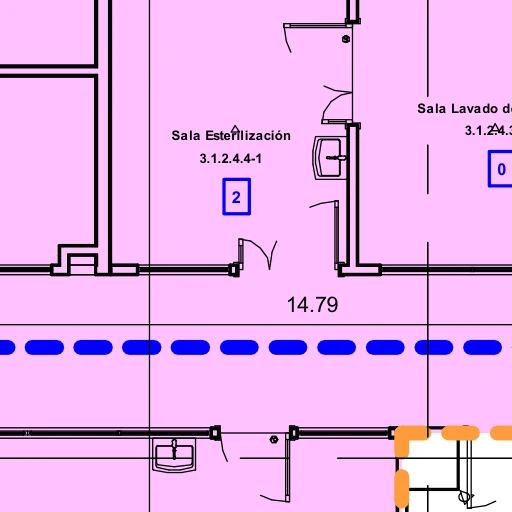 Sala Esterilización
3.1.2.4.4-1
2
Sala Lavado d
3.1.2.4.3
0
14.79